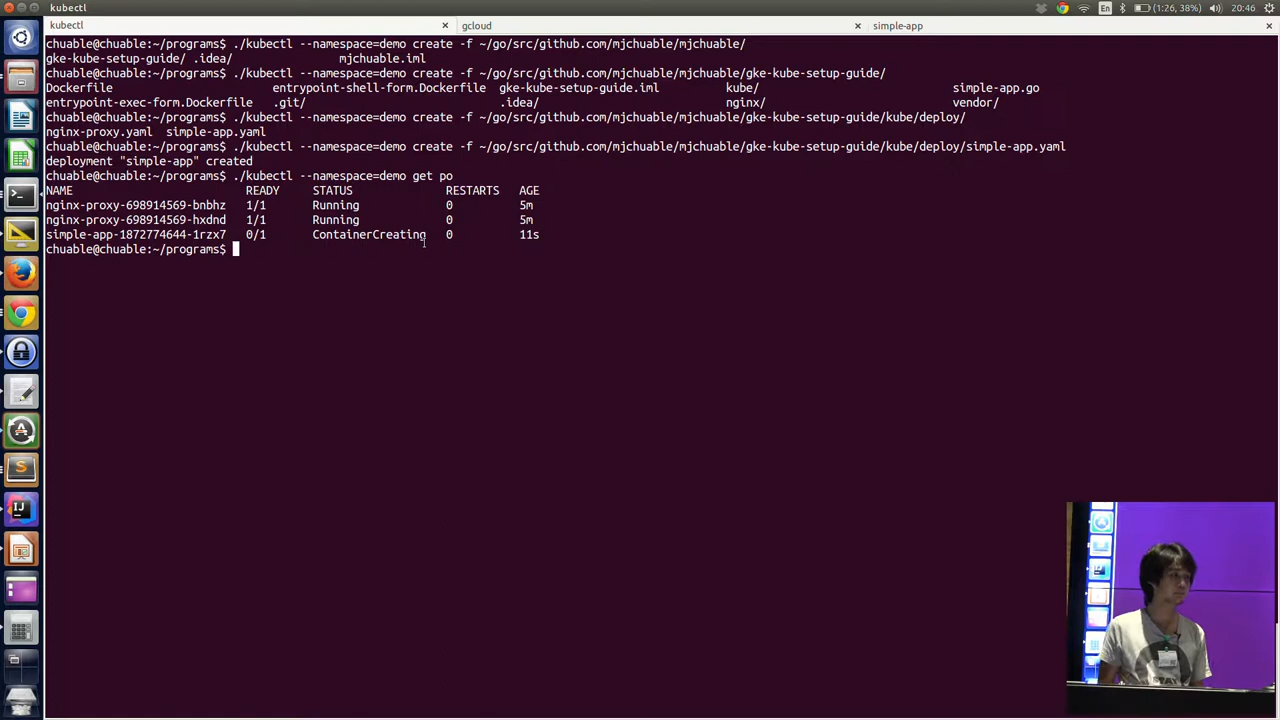 kubectl
En
(1:26, 38%)
20:46
kubectl
gcloud
simple-app
chuable@chuable:~/programs$ ./kubectl --namespace=demo create -f ~/go/src/github.com/mjchuable/mjchuable/
gke-kube-setup-guide/ .idea/ mjchuable.iml
chuable@chuable:~/programs$ ./kubectl --namespace=demo create -f ~/go/src/github.com/mjchuable/mjchuable/gke-kube-setup-guide/
Dockerfile entrypoint-shell-form.Dockerfile gke-kube-setup-guide.iml kube/ simple-app.go
entrypoint-exec-form.Dockerfile .git/ .idea/ nginx/ vendor/
chuable@chuable:~/programs$ ./kubectl --namespace=demo create -f ~/go/src/github.com/mjchuable/mjchuable/gke-kube-setup-guide/kube/deploy/
nginx-proxy.yaml simple-app.yaml
chuable@chuable:~/programs$ ./kubectl --namespace=demo create -f ~/go/src/github.com/mjchuable/mjchuable/gke-kube-setup-guide/kube/deploy/simple-app.yaml
deployment "simple-app" created
chuable@chuable:~/programs$ ./kubectl --namespace=demo get po
NAME READY STATUS RESTARTS AGE
nginx-proxy-698914569-bnbhz 1/1 Running 0 5m
nginx-proxy-698914569-hxdnd 1/1 Running 0 5m
simple-app-1872774644-1rzx7 0/1 ContainerCreating 0 11s
chuable@chuable:~/programs$